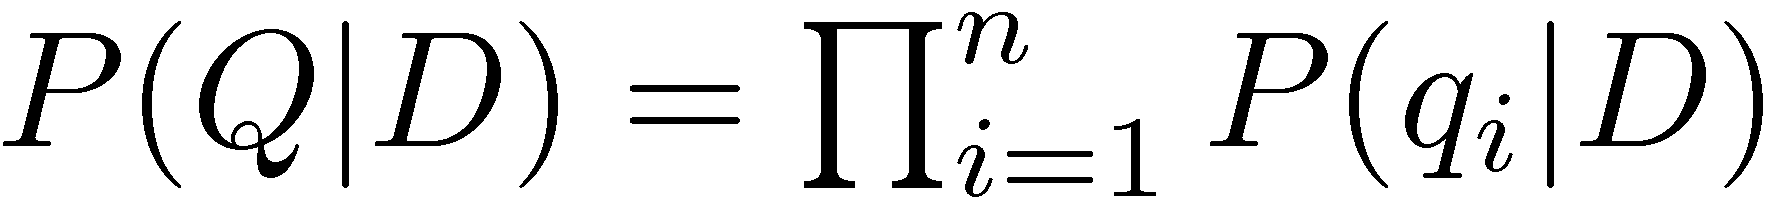 P(Q|D) = ∏_{i=1}^{n} P(q_i|D)